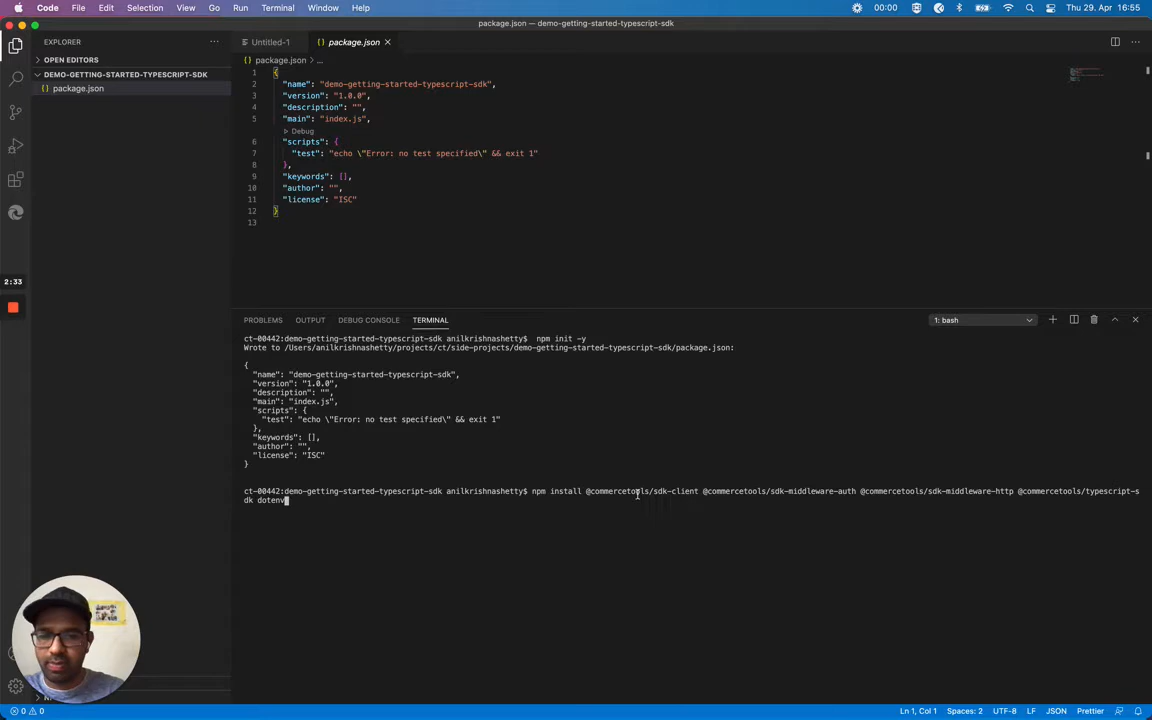 Code File Edit Selection View Go Run Terminal Window Help 00:00 Thu 29. Apr 16:55
package.json — demo-getting-started-typescript-sdk
EXPLORER ···
OPEN EDITORS
DEMO-GETTING-STARTED-TYPESCRIPT-SDK
{} package.json
Untitled-1 {} package.json ×
{} package.json > ...
1 {
2 "name": "demo-getting-started-typescript-sdk",
3 "version": "1.0.0",
4 "description": "",
5 "main": "index.js",
Debug
6 "scripts": {
7 "test": "echo \"Error: no test specified\" && exit 1"
8 },
9 "keywords": [],
10 "author": "",
11 "license": "ISC"
12 }
13
2:33
PROBLEMS OUTPUT DEBUG CONSOLE TERMINAL 1: bash
ct-00442:demo-getting-started-typescript-sdk anilkrishnashetty$ npm init -y
Wrote to /Users/anilkrishnashetty/projects/ct/side-projects/demo-getting-started-typescript-sdk/package.json:
{
"name": "demo-getting-started-typescript-sdk",
"version": "1.0.0",
"description": "",
"main": "index.js",
"scripts": {
"test": "echo \"Error: no test specified\" && exit 1"
},
"keywords": [],
"author": "",
"license": "ISC"
}
ct-00442:demo-getting-started-typescript-sdk anilkrishnashetty$ npm install @commercetools/sdk-client @commercetools/sdk-middleware-auth @commercetools/sdk-middleware-http @commercetools/typescript-s
dk dotenv
0 0 Ln 1, Col 1 Spaces: 2 UTF-8 LF JSON Prettier